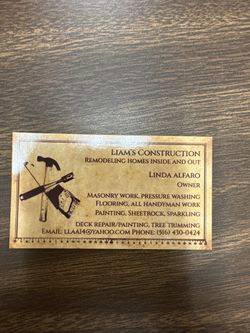 Liam's Construction
Remodeling homes inside and out
Linda Alfaro
Owner
Masonry work, pressure washing
Flooring, all handyman work
Painting, Sheetrock, Sparkling
deck repair/painting, tree trimming
Email: llaa14@yahoo.com Phone: (516) 430-0424